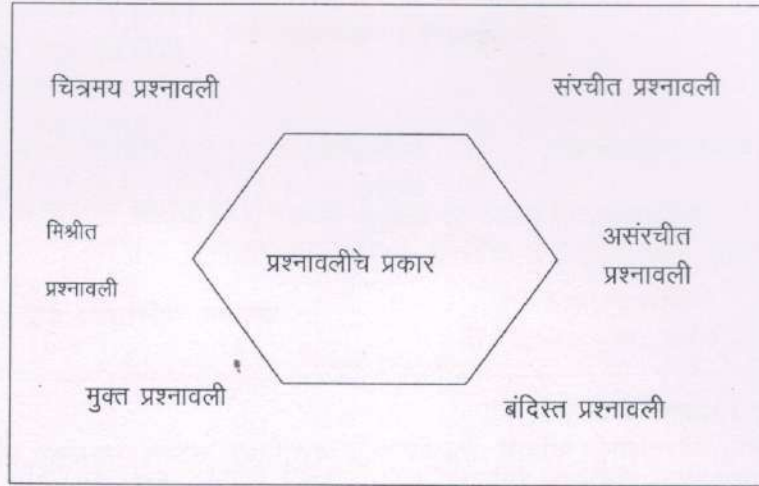 चित्रमय प्रश्नावली
संरचीत प्रश्नावली
मिश्रीत
प्रश्नावली
प्रश्नावलीचे प्रकार
असंरचीत
प्रश्नावली
मुक्त प्रश्नावली
बंदिस्त प्रश्नावली